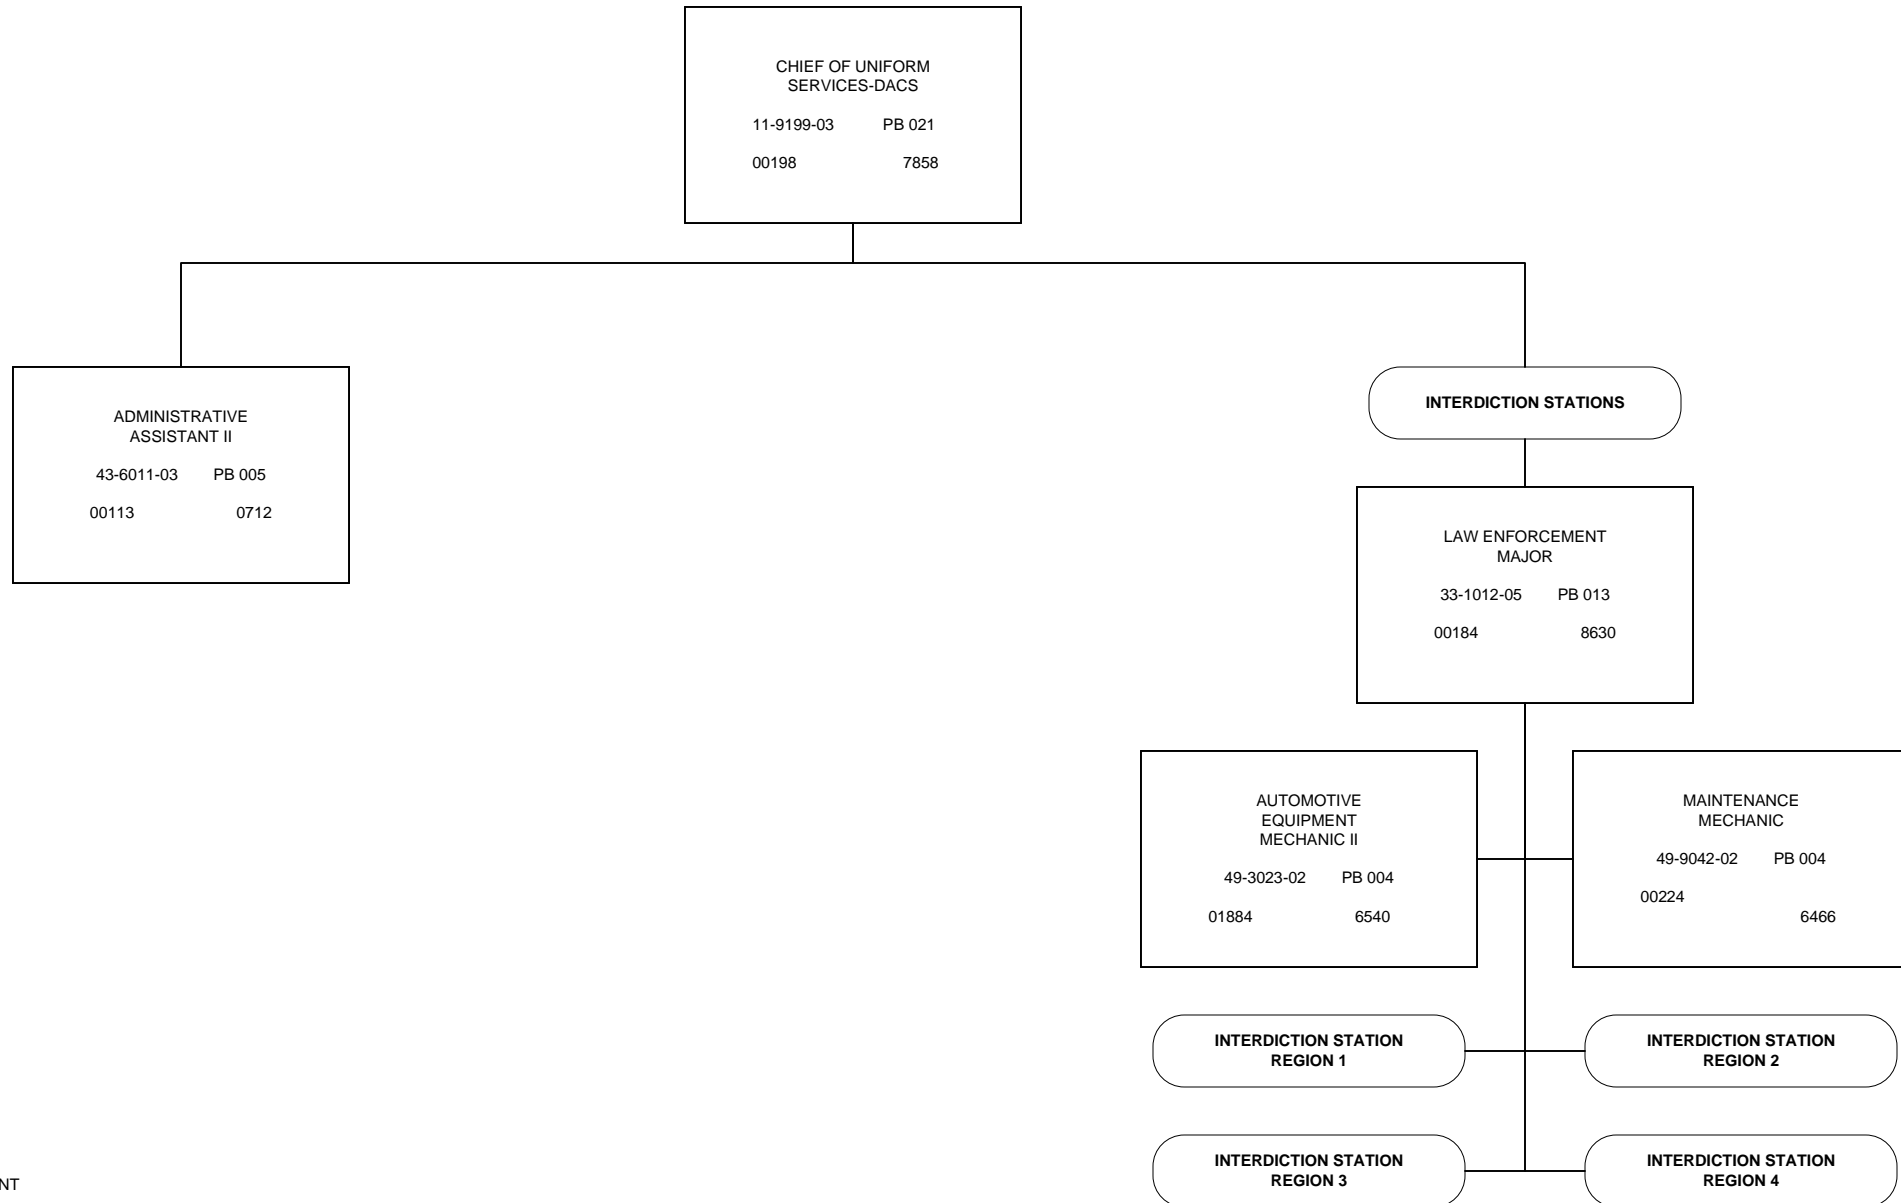 CHIEF OF UNIFORM
SERVICES-DACS
11-9199-03 PB 021
00198 7858
ADMINISTRATIVE
ASSISTANT II
43-6011-03 PB 005
00113 0712
INTERDICTION STATIONS
LAW ENFORCEMENT
MAJOR
33-1012-05 PB 013
00184 8630
AUTOMOTIVE
EQUIPMENT
MECHANIC II
49-3023-02 PB 004
01884 6540
MAINTENANCE
MECHANIC
49-9042-02 PB 004
00224
6466
INTERDICTION STATION
REGION 1
INTERDICTION STATION
REGION 2
INTERDICTION STATION
REGION 3
INTERDICTION STATION
REGION 4